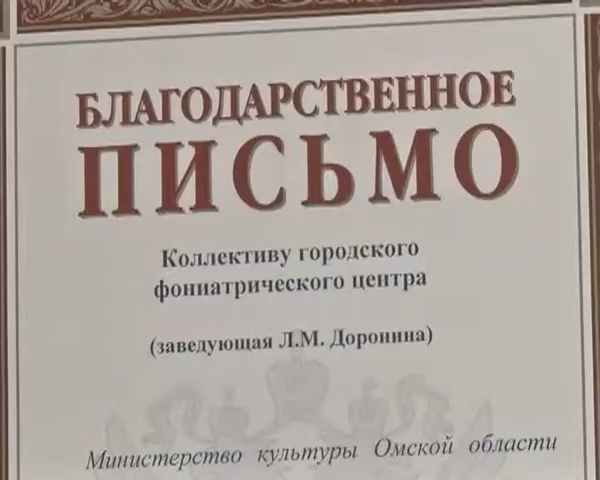 БЛАГОДАРСТВЕННОЕ
ПИСЬМО
Коллективу городского
фониатрического центра
(заведующая Л.М. Доронина)
Министерство культуры Омской области